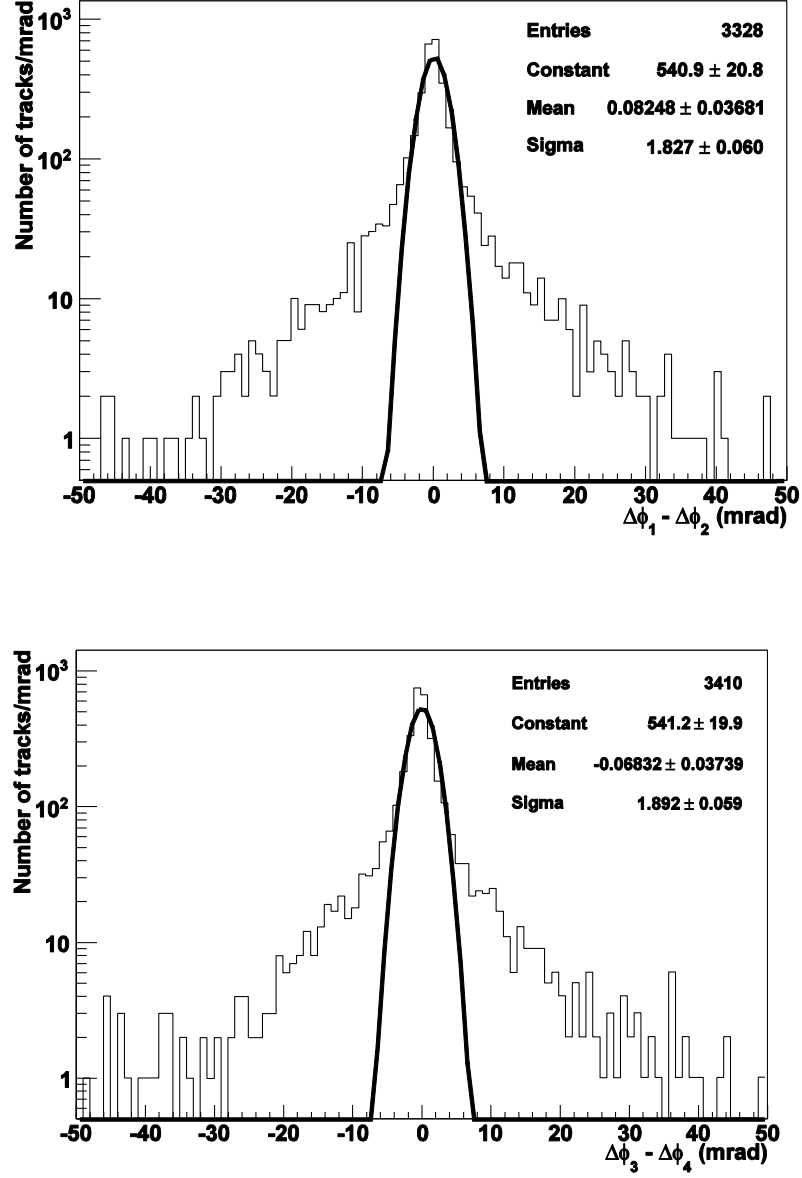 Number of tracks/mrad
10³
10²
10
1
Entries 3328
Constant 540.9 ± 20.8
Mean 0.08248 ± 0.03681
Sigma 1.827 ± 0.060
-50 -40 -30 -20 -10 0 10 20 30 40 50
Δϕ₁ - Δϕ₂ (mrad)
Number of tracks/mrad
10³
10²
10
1
Entries 3410
Constant 541.2 ± 19.9
Mean -0.06832 ± 0.03739
Sigma 1.892 ± 0.059
-50 -40 -30 -20 -10 0 10 20 30 40 50
Δϕ₃ - Δϕ₄ (mrad)